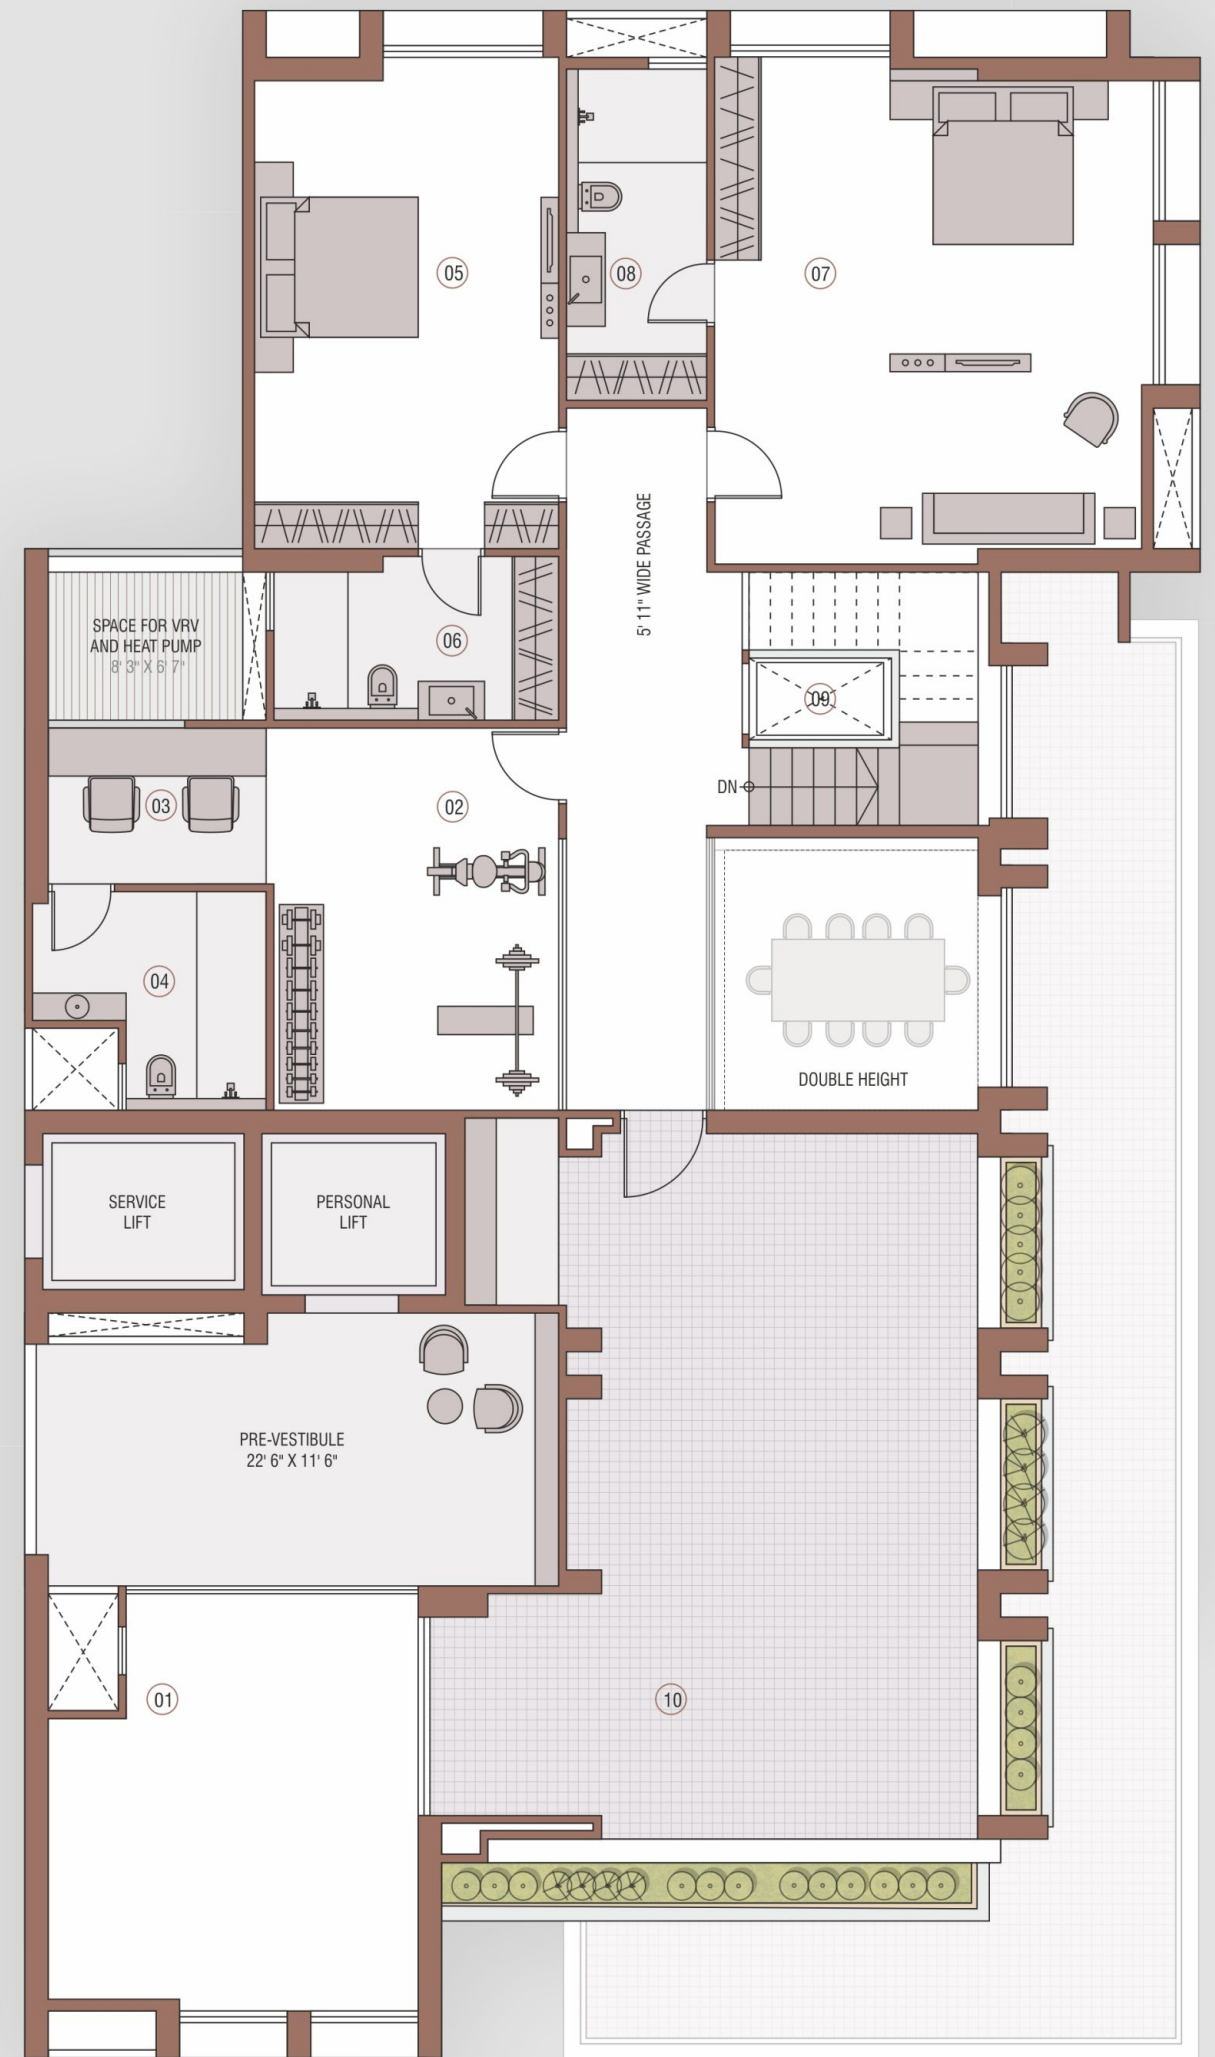 05
08
07
5' 11" WIDE PASSAGE
SPACE FOR VRV
AND HEAT PUMP
8' 3" X 6' 7"
06
09
DN
03
02
04
DOUBLE HEIGHT
SERVICE
LIFT
PERSONAL
LIFT
PRE-VESTIBULE
22' 6" X 11' 6"
01
10